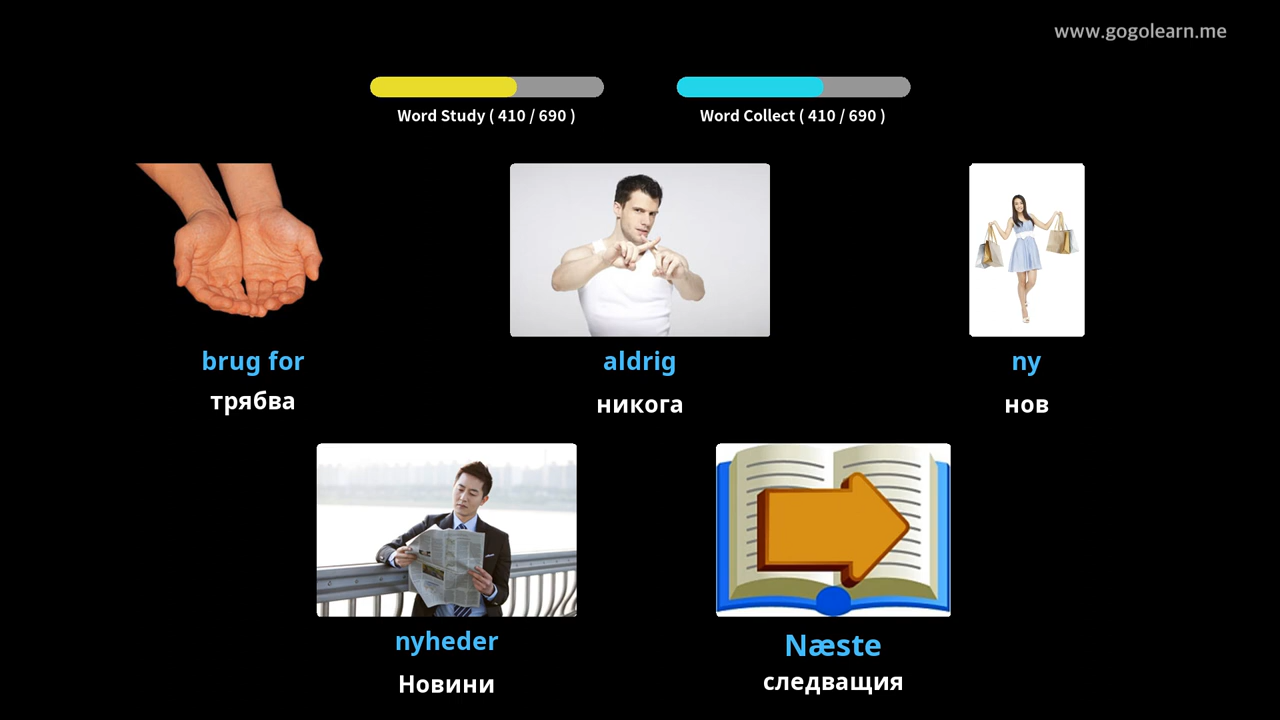 www.gogolearn.me
Word Study ( 410 / 690 )
Word Collect ( 410 / 690 )
brug for
трябва
aldrig
никога
ny
нов
nyheder
Новини
Næste
следващия